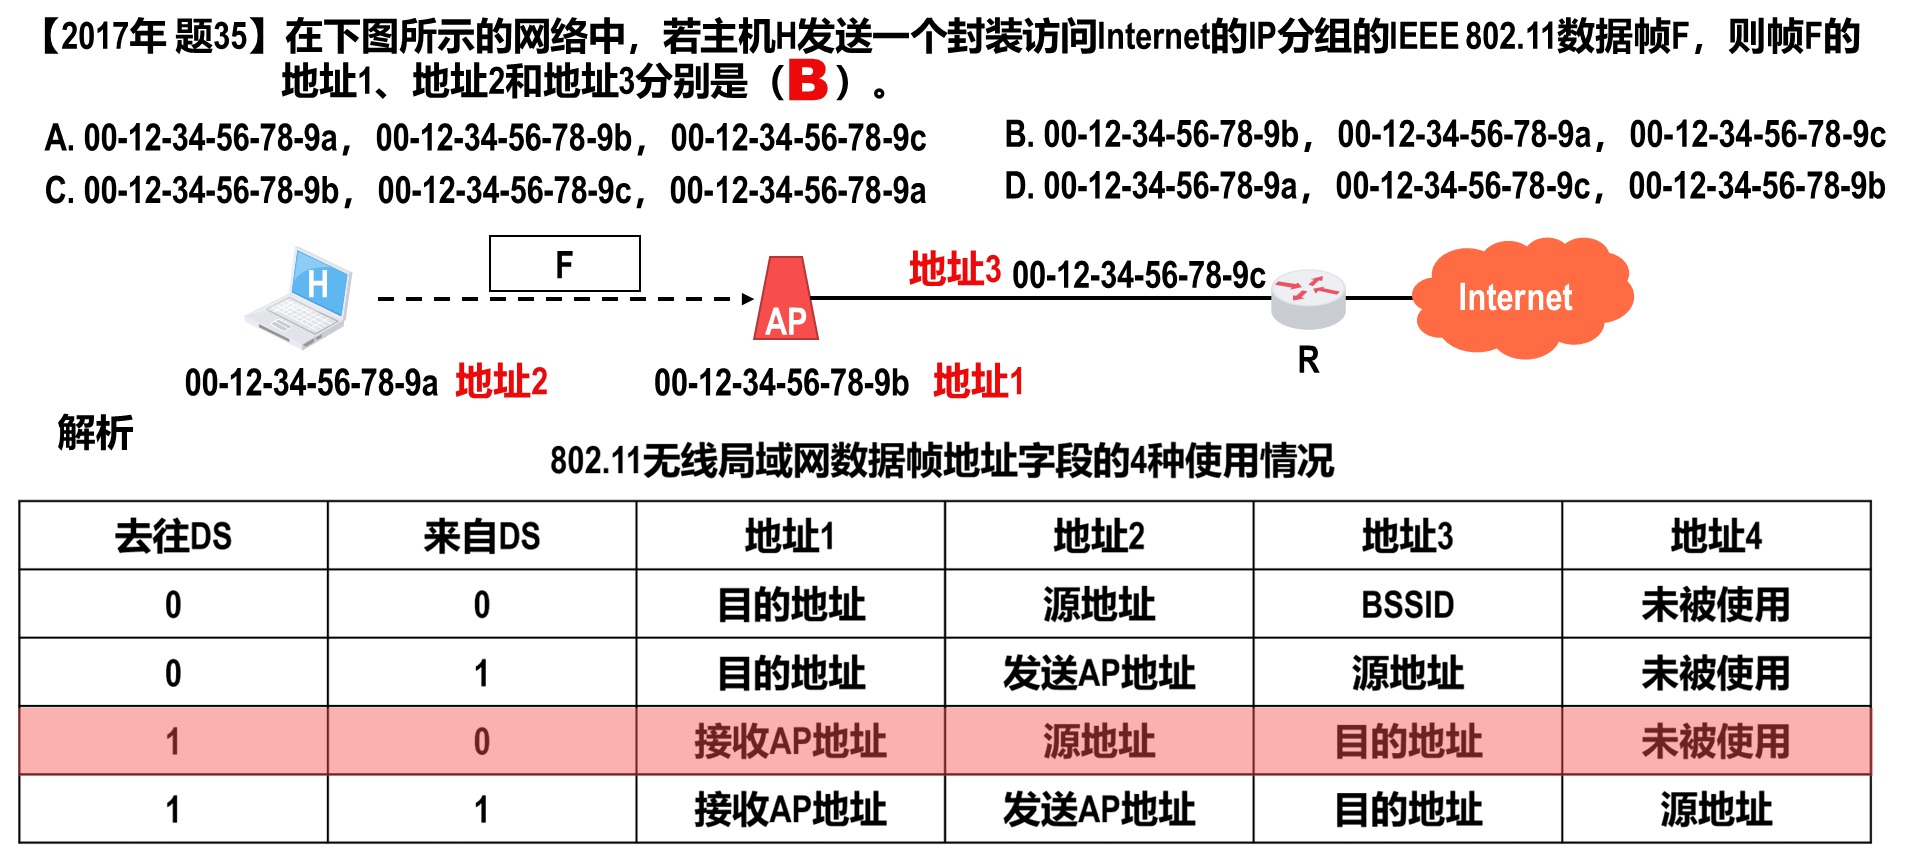 【2017年 题35】在下图所示的网络中，若主机H发送一个封装访问Internet的IP分组的IEEE 802.11数据帧F，则帧F的
地址1、地址2和地址3分别是（B）。
A. 00-12-34-56-78-9a，00-12-34-56-78-9b，00-12-34-56-78-9c
B. 00-12-34-56-78-9b，00-12-34-56-78-9a，00-12-34-56-78-9c
C. 00-12-34-56-78-9b，00-12-34-56-78-9c，00-12-34-56-78-9a
D. 00-12-34-56-78-9a，00-12-34-56-78-9c，00-12-34-56-78-9b
H
F
AP
地址3 00-12-34-56-78-9c
Internet
R
00-12-34-56-78-9a 地址2
00-12-34-56-78-9b 地址1
解析
802.11无线局域网数据帧地址字段的4种使用情况
去往DS 来自DS 地址1 地址2 地址3 地址4
0 0 目的地址 源地址 BSSID 未被使用
0 1 目的地址 发送AP地址 源地址 未被使用
1 0 接收AP地址 源地址 目的地址 未被使用
1 1 接收AP地址 发送AP地址 目的地址 源地址